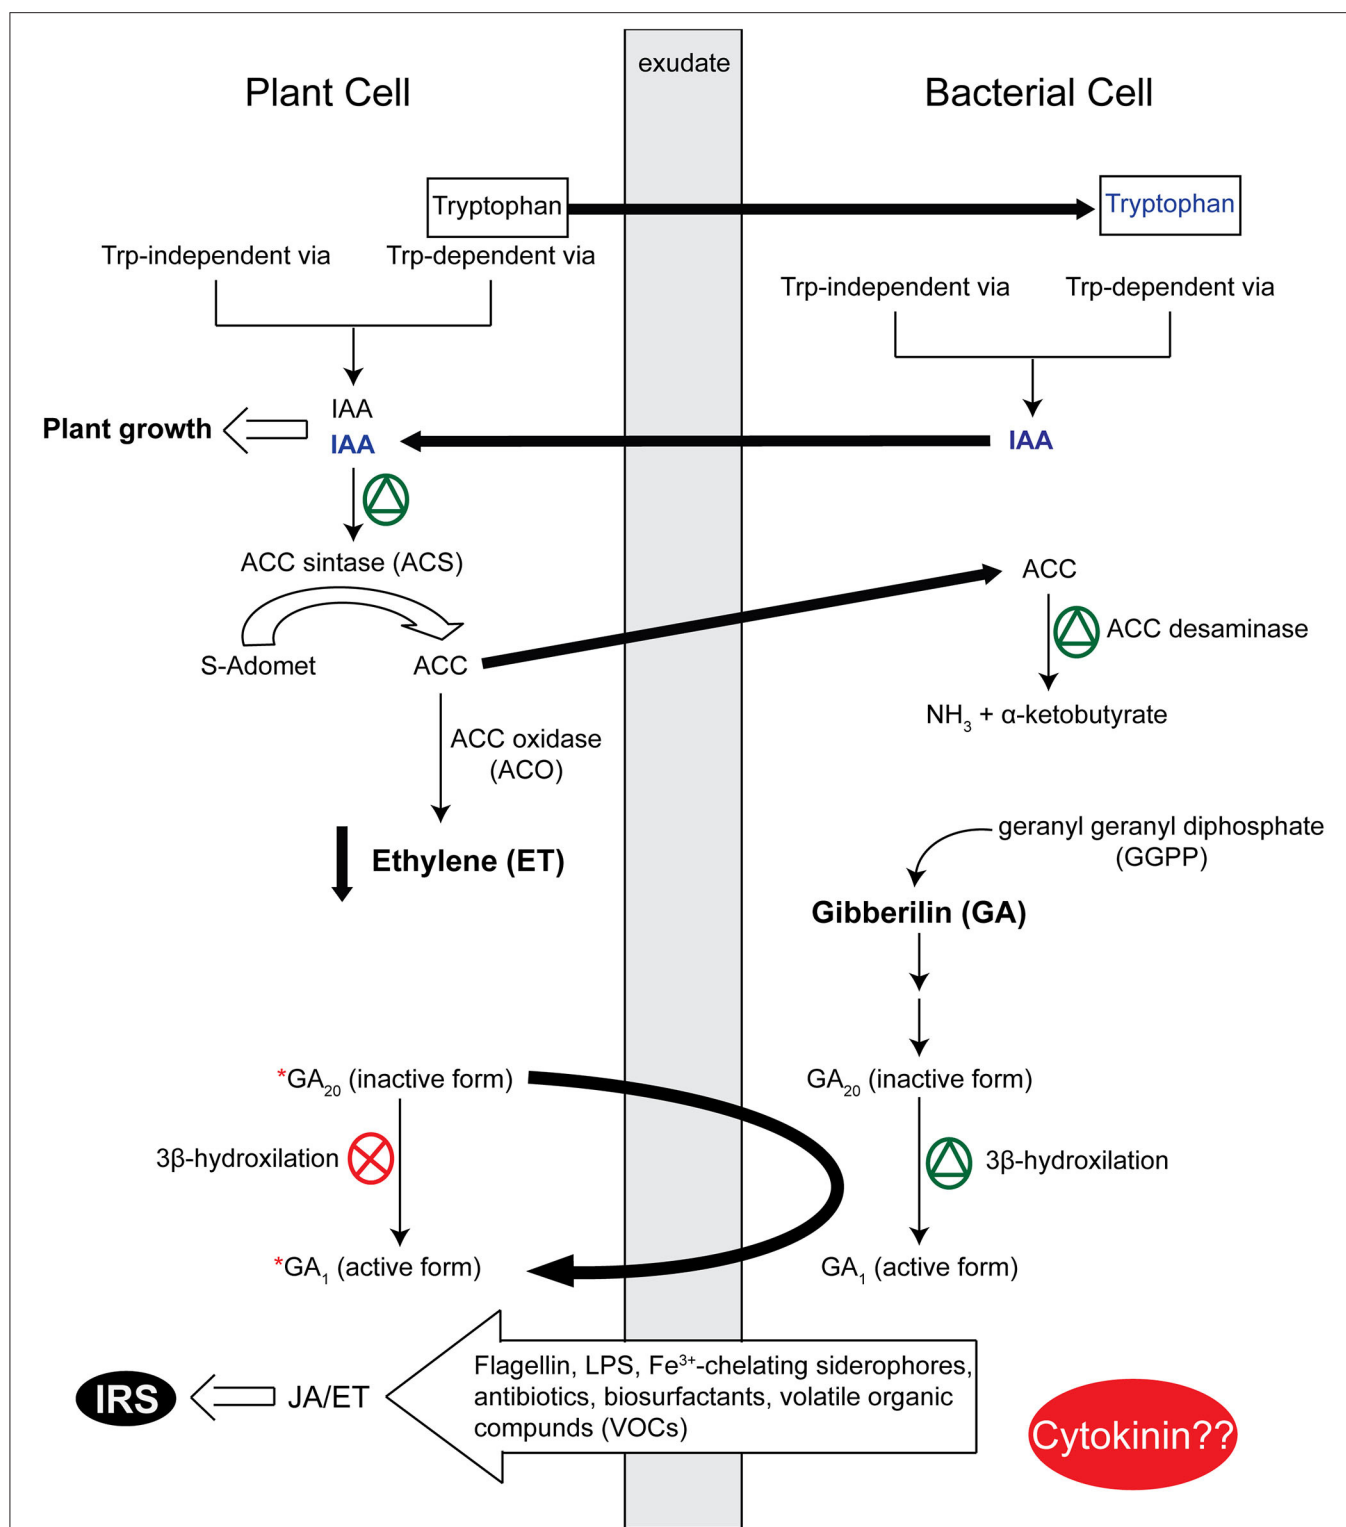 exudate
Plant Cell
Bacterial Cell
Tryptophan
Tryptophan
Trp-independent via
Trp-dependent via
Trp-independent via
Trp-dependent via
IAA
Plant growth
IAA
IAA
ACC sintase (ACS)
ACC
ACC desaminase
S-Adomet
ACC
NH₃ + α-ketobutyrate
ACC oxidase
(ACO)
geranyl geranyl diphosphate
(GGPP)
Ethylene (ET)
Gibberilin (GA)
*GA₂₀ (inactive form)
GA₂₀ (inactive form)
3β-hydroxilation
3β-hydroxilation
*GA₁ (active form)
GA₁ (active form)
Flagellin, LPS, Fe³⁺-chelating siderophores,
antibiotics, biosurfactants, volatile organic
compunds (VOCs)
IRS
JA/ET
Cytokinin??